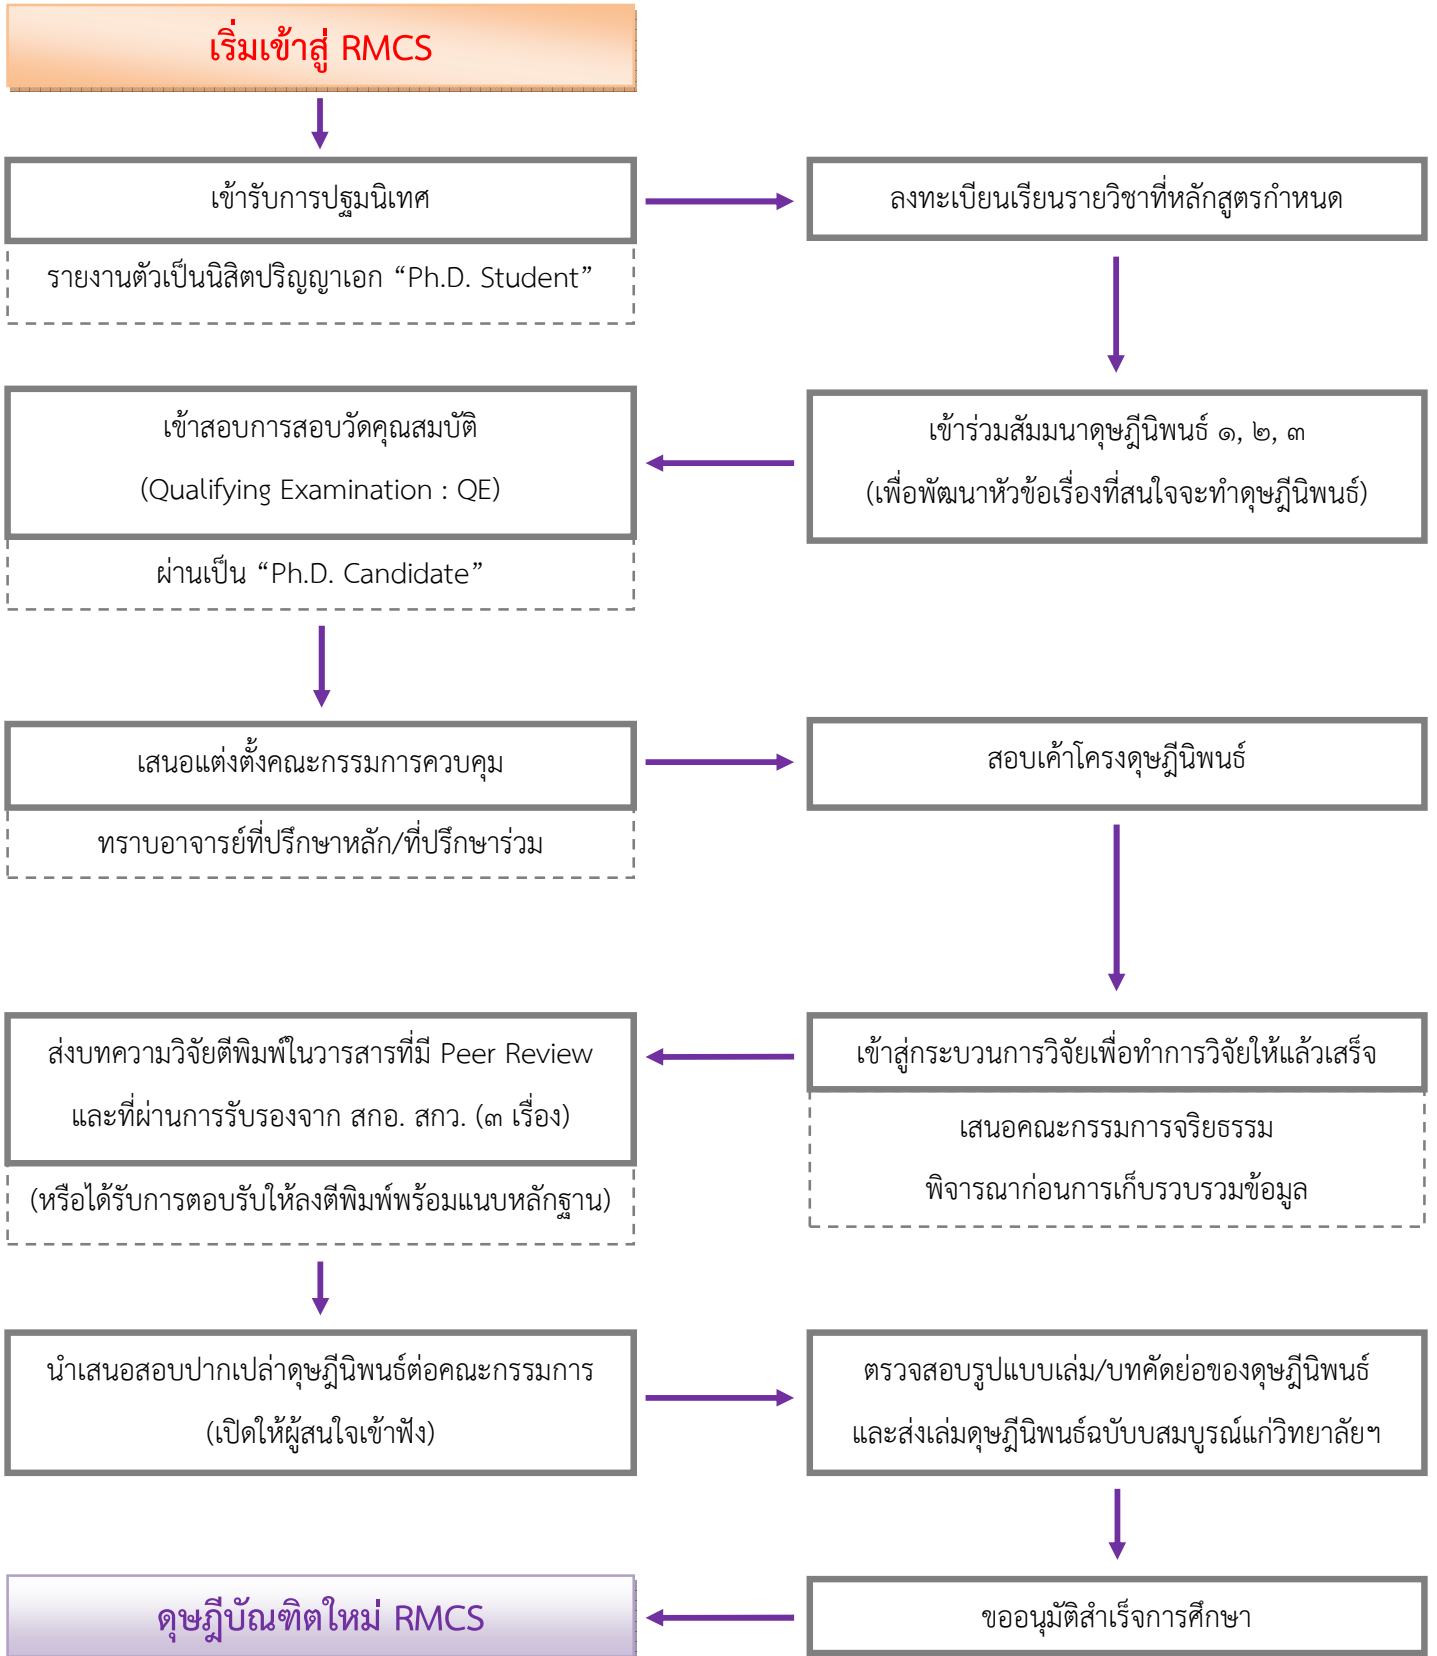 เริ่มเข้าสู่ RMCS
เข้ารับการปฐมนิเทศ
รายงานตัวเป็นนิสิตปริญญาเอก “Ph.D. Student”
ลงทะเบียนเรียนรายวิชาที่หลักสูตรกำหนด
เข้าร่วมสัมมนาดุษฎีนิพนธ์ ๑, ๒, ๓
(เพื่อพัฒนาหัวข้อเรื่องที่สนใจจะทำดุษฎีนิพนธ์)
เข้าสอบการสอบวัดคุณสมบัติ
(Qualifying Examination : QE)
ผ่านเป็น “Ph.D. Candidate”
เสนอแต่งตั้งคณะกรรมการควบคุม
ทราบอาจารย์ที่ปรึกษาหลัก/ที่ปรึกษาร่วม
สอบเค้าโครงดุษฎีนิพนธ์
เข้าสู่กระบวนการวิจัยเพื่อทำการวิจัยให้แล้วเสร็จ
เสนอคณะกรรมการจริยธรรม
พิจารณาก่อนการเก็บรวบรวมข้อมูล
ส่งบทความวิจัยตีพิมพ์ในวารสารที่มี Peer Review
และที่ผ่านการรับรองจาก สกอ. สกว. (๓ เรื่อง)
(หรือได้รับการตอบรับให้ลงตีพิมพ์พร้อมแนบหลักฐาน)
นำเสนอสอบปากเปล่าดุษฎีนิพนธ์ต่อคณะกรรมการ
(เปิดให้ผู้สนใจเข้าฟัง)
ตรวจสอบรูปแบบเล่ม/บทคัดย่อของดุษฎีนิพนธ์
และส่งเล่มดุษฎีนิพนธ์ฉบับบสมบูรณ์แก่วิทยาลัยฯ
ขออนุมัติสำเร็จการศึกษา
ดุษฎีบัณฑิตใหม่ RMCS